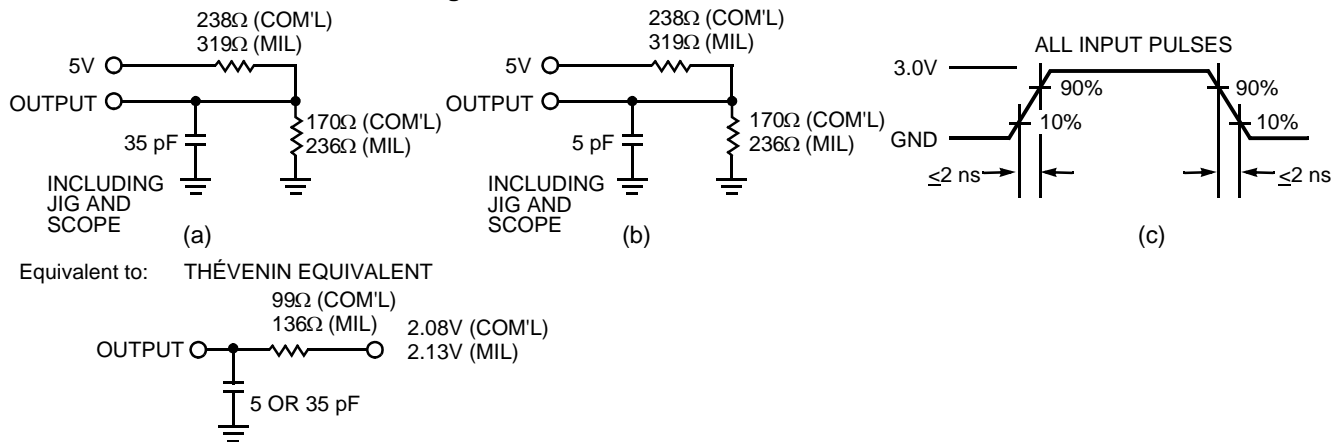 238Ω (COM'L)
319Ω (MIL)
5V
OUTPUT
35 pF
170Ω (COM'L)
236Ω (MIL)
INCLUDING
JIG AND
SCOPE
(a)
238Ω (COM'L)
319Ω (MIL)
5V
OUTPUT
5 pF
170Ω (COM'L)
236Ω (MIL)
INCLUDING
JIG AND
SCOPE
(b)
ALL INPUT PULSES
3.0V
90%
90%
10%
10%
GND
≤2 ns
≤2 ns
(c)
Equivalent to: THÉVENIN EQUIVALENT
99Ω (COM'L)
136Ω (MIL)
2.08V (COM'L)
2.13V (MIL)
OUTPUT
5 OR 35 pF